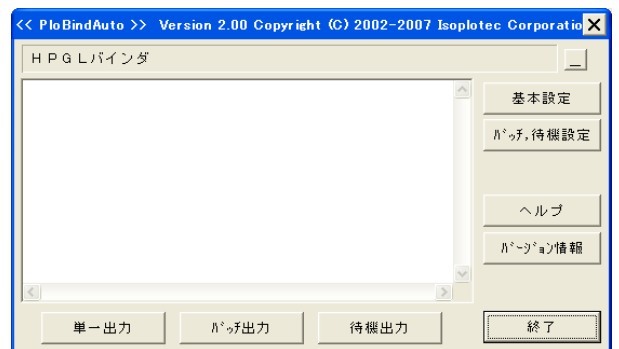 << PloBindAuto >> Version 2.00 Copyright (C) 2002-2007 Isoplotec Corporatio
ＨＰＧＬバインダ
基本設定
ﾊﾞｯﾁ,待機設定
ヘルプ
ﾊﾞｰｼﾞｮﾝ情報
単一出力
ﾊﾞｯﾁ出力
待機出力
終了